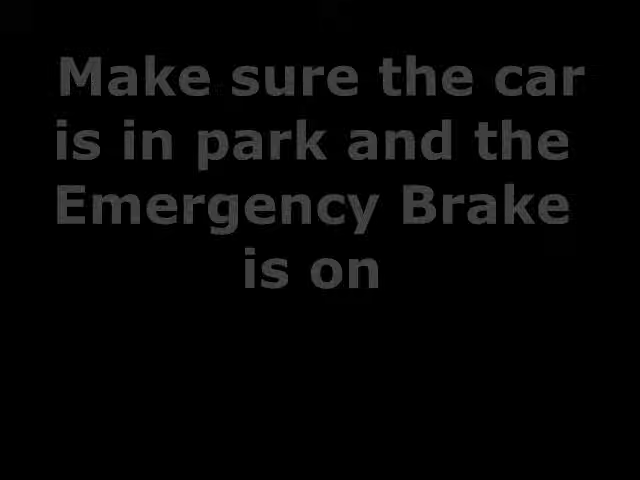 Make sure the car
is in park and the
Emergency Brake
is on